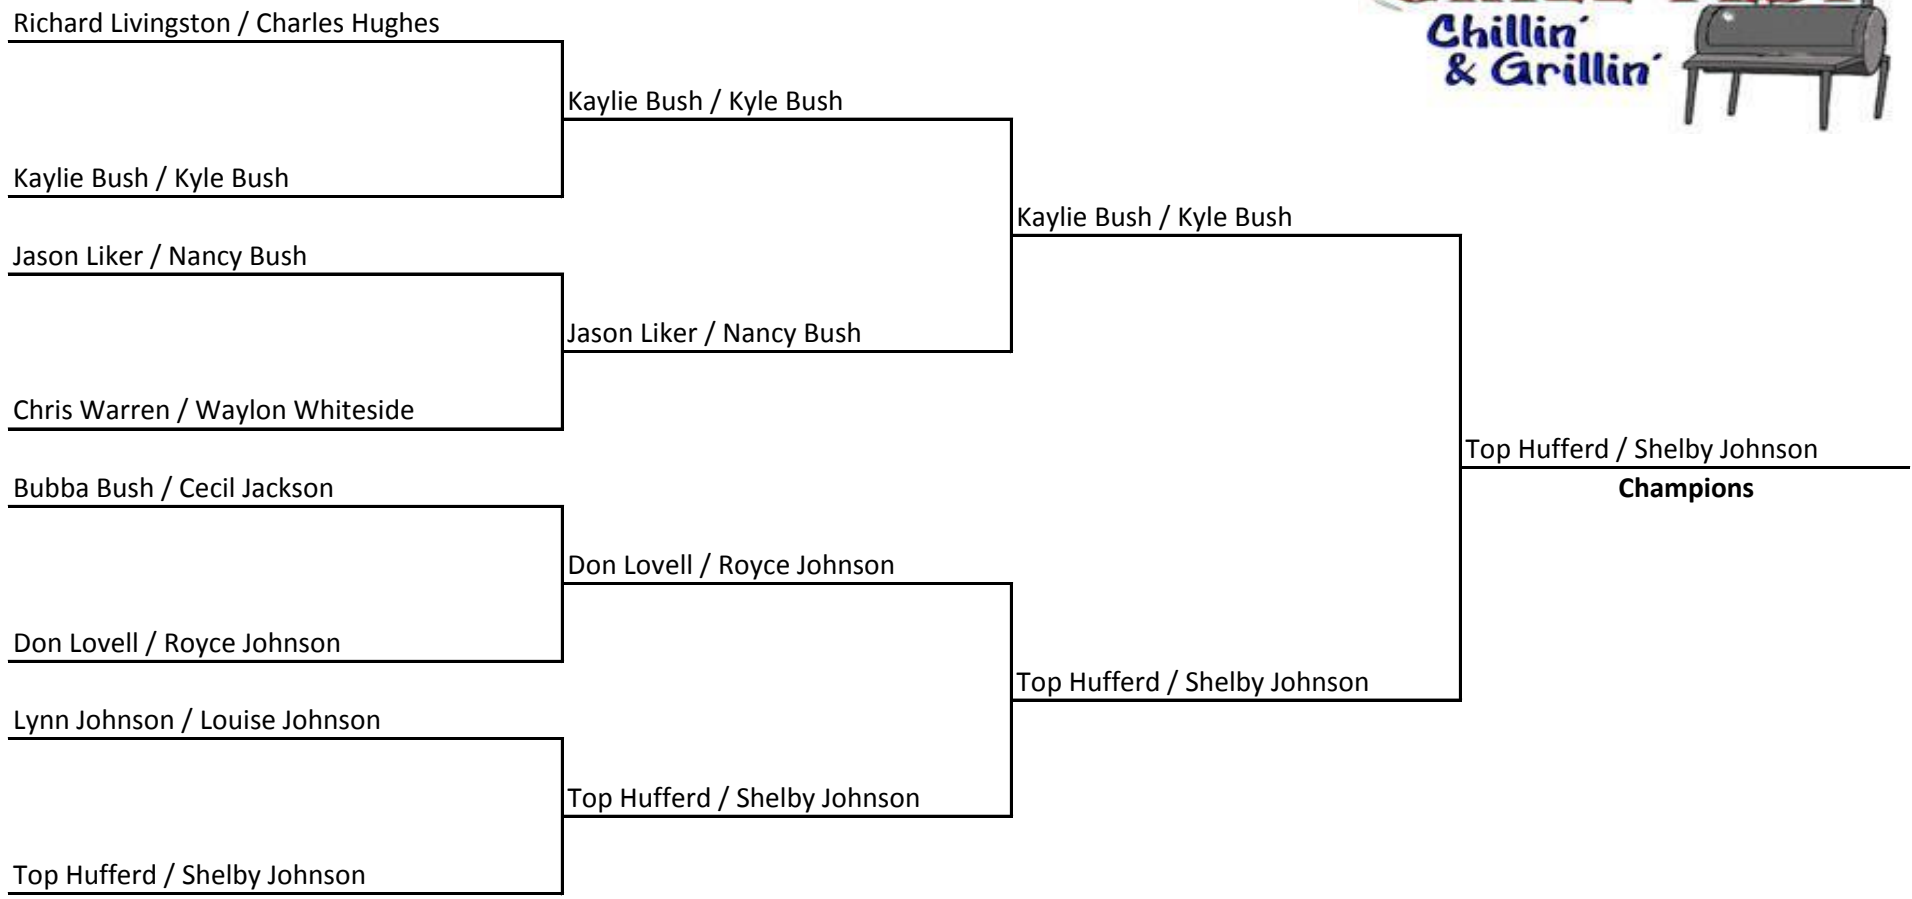 Richard Livingston / Charles Hughes
Chillin´
& Grillin´
Kaylie Bush / Kyle Bush
Kaylie Bush / Kyle Bush
Kaylie Bush / Kyle Bush
Jason Liker / Nancy Bush
Jason Liker / Nancy Bush
Chris Warren / Waylon Whiteside
Top Hufferd / Shelby Johnson
Champions
Bubba Bush / Cecil Jackson
Don Lovell / Royce Johnson
Don Lovell / Royce Johnson
Top Hufferd / Shelby Johnson
Lynn Johnson / Louise Johnson
Top Hufferd / Shelby Johnson
Top Hufferd / Shelby Johnson